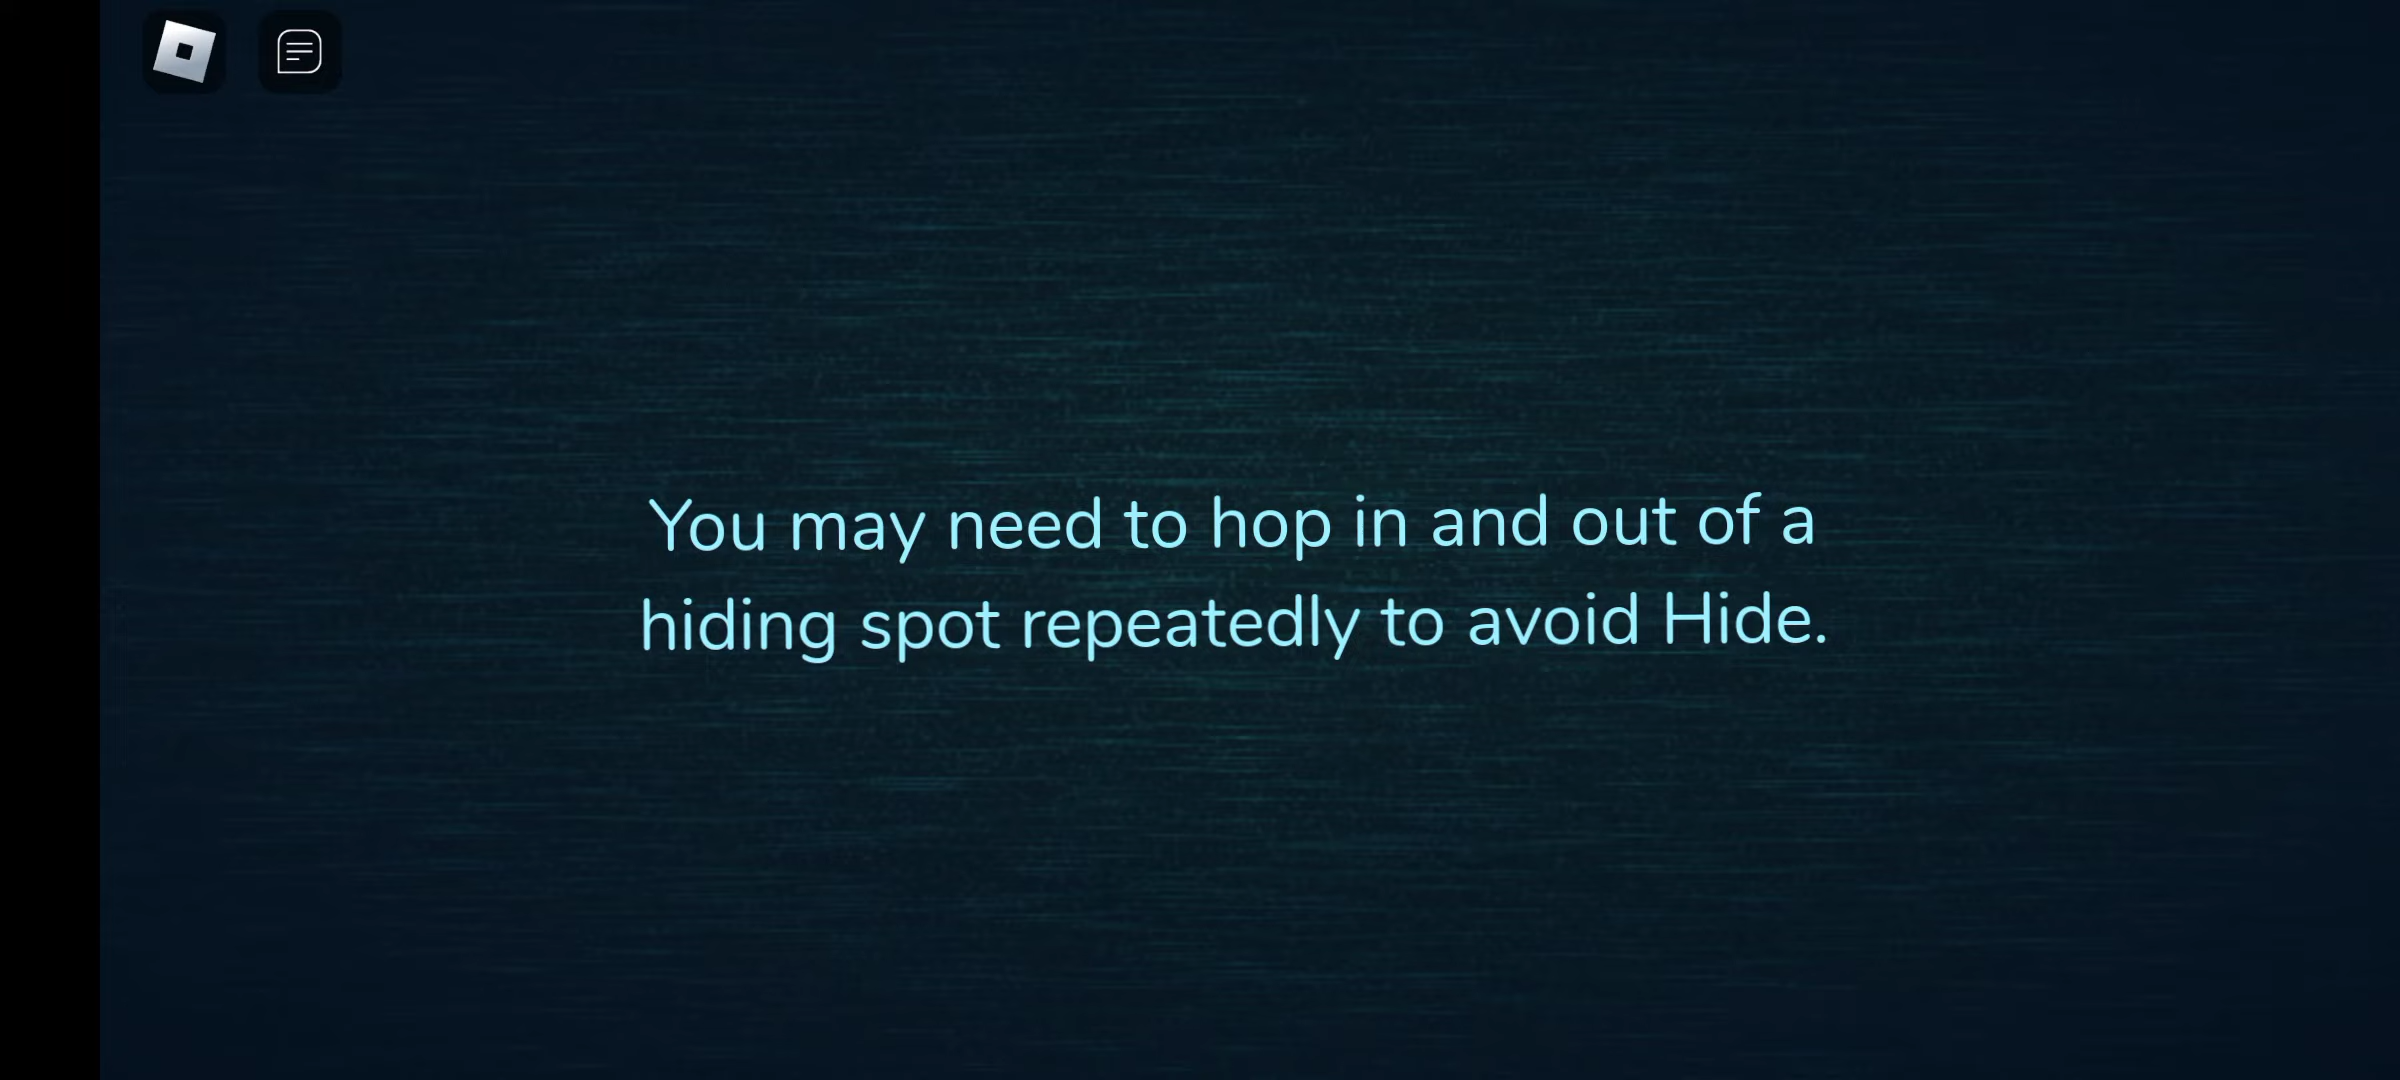 You may need to hop in and out of a
hiding spot repeatedly to avoid Hide.